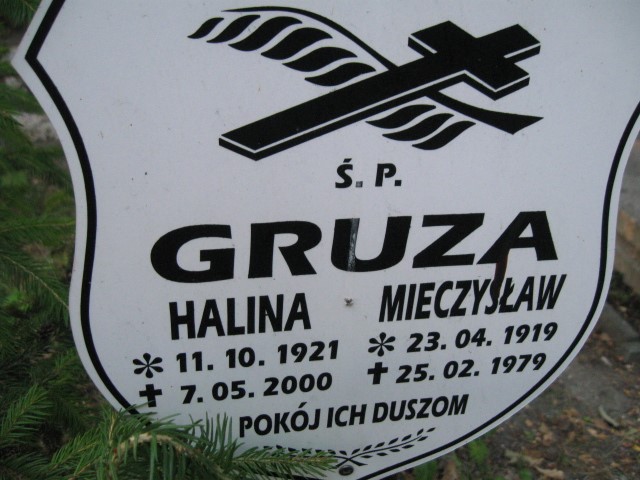 Ś. P.
GRUZA
HALINA MIECZYSŁAW
* 11. 10. 1921 * 23. 04. 1919
✝ 7. 05. 2000 ✝ 25. 02. 1979
POKÓJ ICH DUSZOM